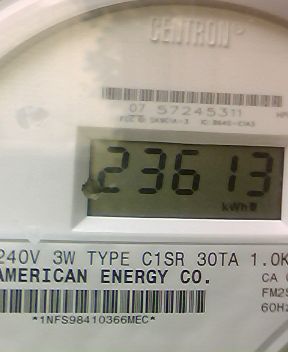 CENTRON
07 57245311
23613
kWh
240V 3W TYPE C1SR 30TA 1.0K
AMERICAN ENERGY CO.
CA
FM2S
60Hz
*1NFS98410366MEC*